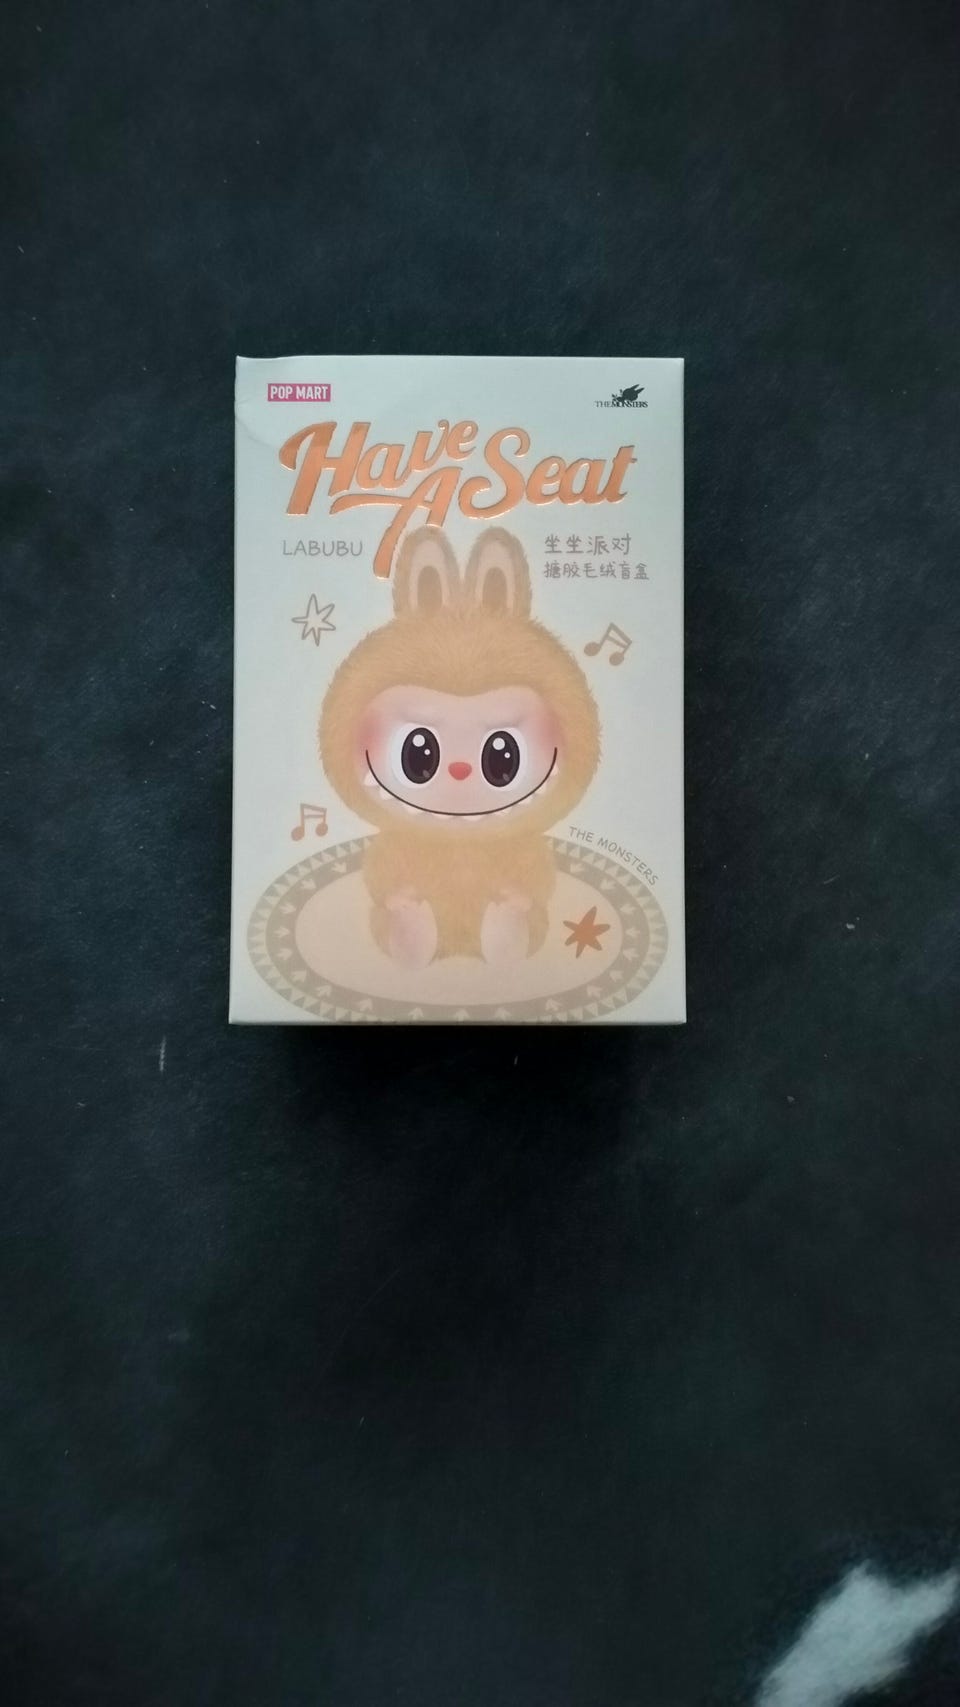 POP MART
THE MONSTERS
Have
A Seat
LABUBU
坐坐派对
搪胶毛绒盲盒
THE MONSTERS